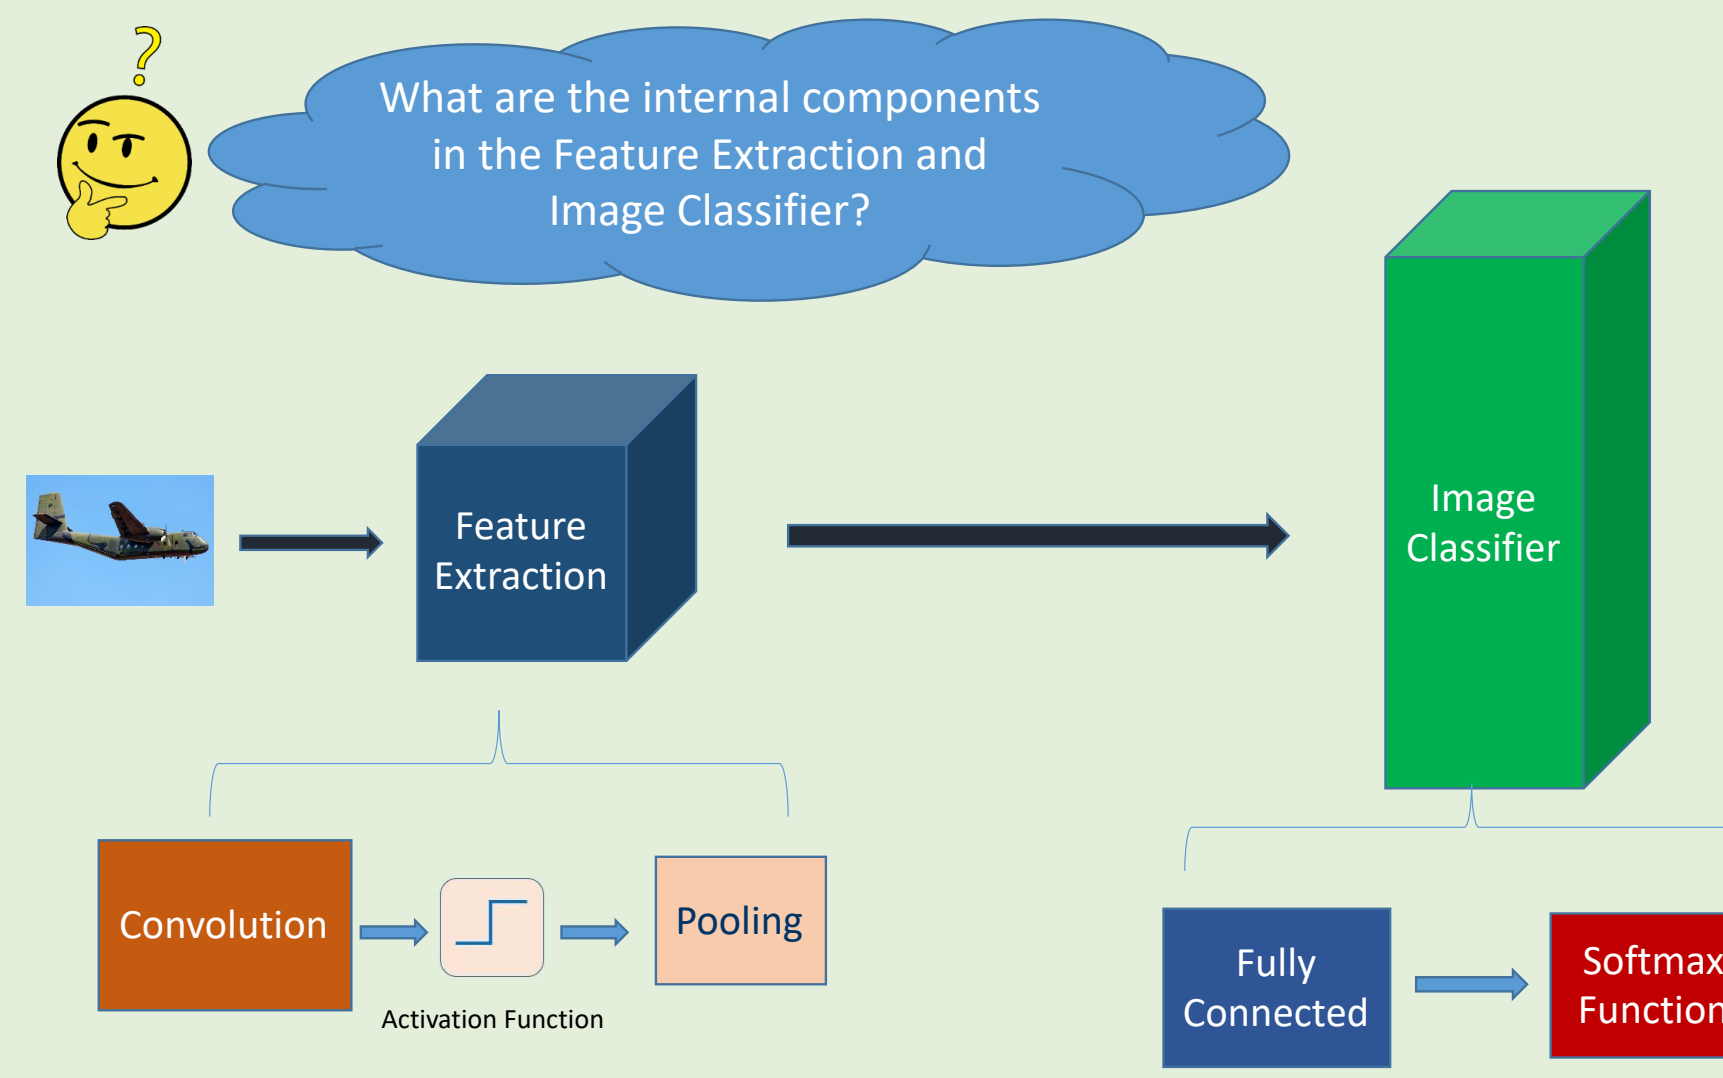 ?
What are the internal components
in the Feature Extraction and
Image Classifier?
Feature
Extraction
Image
Classifier
Convolution
Activation Function
Pooling
Fully
Connected
Softmax
Function